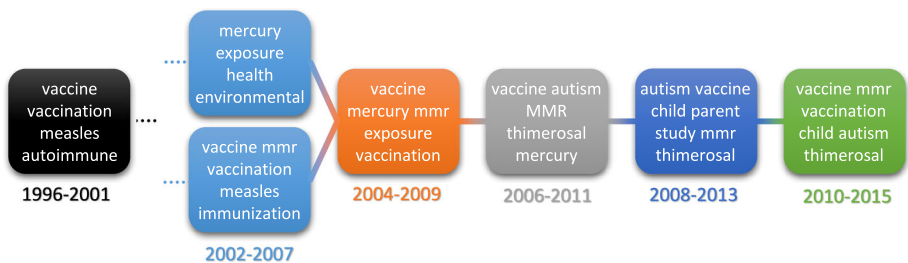 vaccine
vaccination
measles
autoimmune
1996-2001
mercury
exposure
health
environmental
vaccine mmr
vaccination
measles
immunization
2002-2007
vaccine
mercury mmr
exposure
vaccination
2004-2009
vaccine autism
MMR
thimerosal
mercury
2006-2011
autism vaccine
child parent
study mmr
thimerosal
2008-2013
vaccine mmr
vaccination
child autism
thimerosal
2010-2015